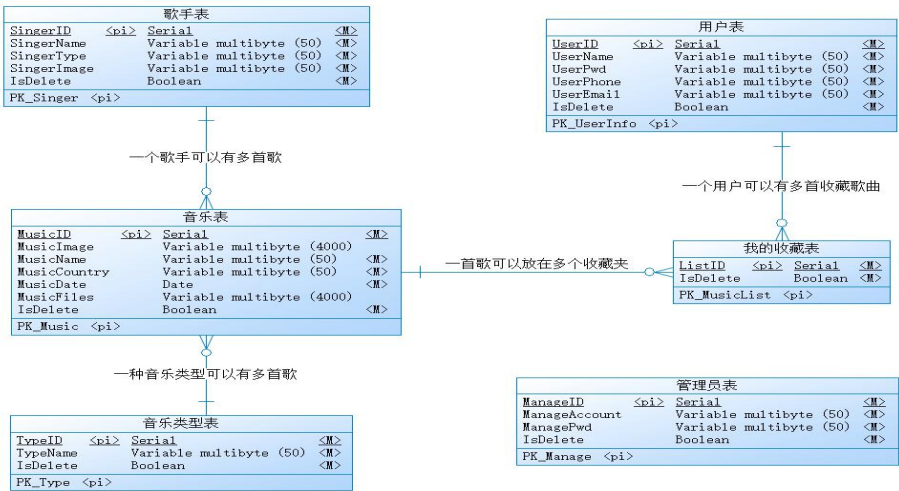 歌手表
SingerID <pi> Serial <M>
SingerName Variable multibyte (50) <M>
SingerType Variable multibyte (50) <M>
SingerImage Variable multibyte (50) <M>
IsDelete Boolean <M>
PK_Singer <pi>
用户表
UserID <pi> Serial <M>
UserName Variable multibyte (50) <M>
UserPwd Variable multibyte (50) <M>
UserPhone Variable multibyte (50) <M>
UserEmail Variable multibyte (50) <M>
IsDelete Boolean <M>
PK_UserInfo <pi>
一个歌手可以有多首歌
一个用户可以有多首收藏歌曲
音乐表
MusicID <pi> Serial <M>
MusicImage Variable multibyte (4000)
MusicName Variable multibyte (50) <M>
MusicCountry Variable multibyte (50) <M>
MusicDate Date <M>
MusicFiles Variable multibyte (4000)
IsDelete Boolean <M>
PK_Music <pi>
一首歌可以放在多个收藏夹
我的收藏表
ListID <pi> Serial <M>
IsDelete Boolean <M>
PK_MusicList <pi>
一种音乐类型可以有多首歌
音乐类型表
TypeID <pi> Serial <M>
TypeName Variable multibyte (50) <M>
IsDelete Boolean <M>
PK_Type <pi>
管理员表
ManageID <pi> Serial <M>
ManageAccount Variable multibyte (50) <M>
ManagePwd Variable multibyte (50) <M>
IsDelete Boolean <M>
PK_Manage <pi>